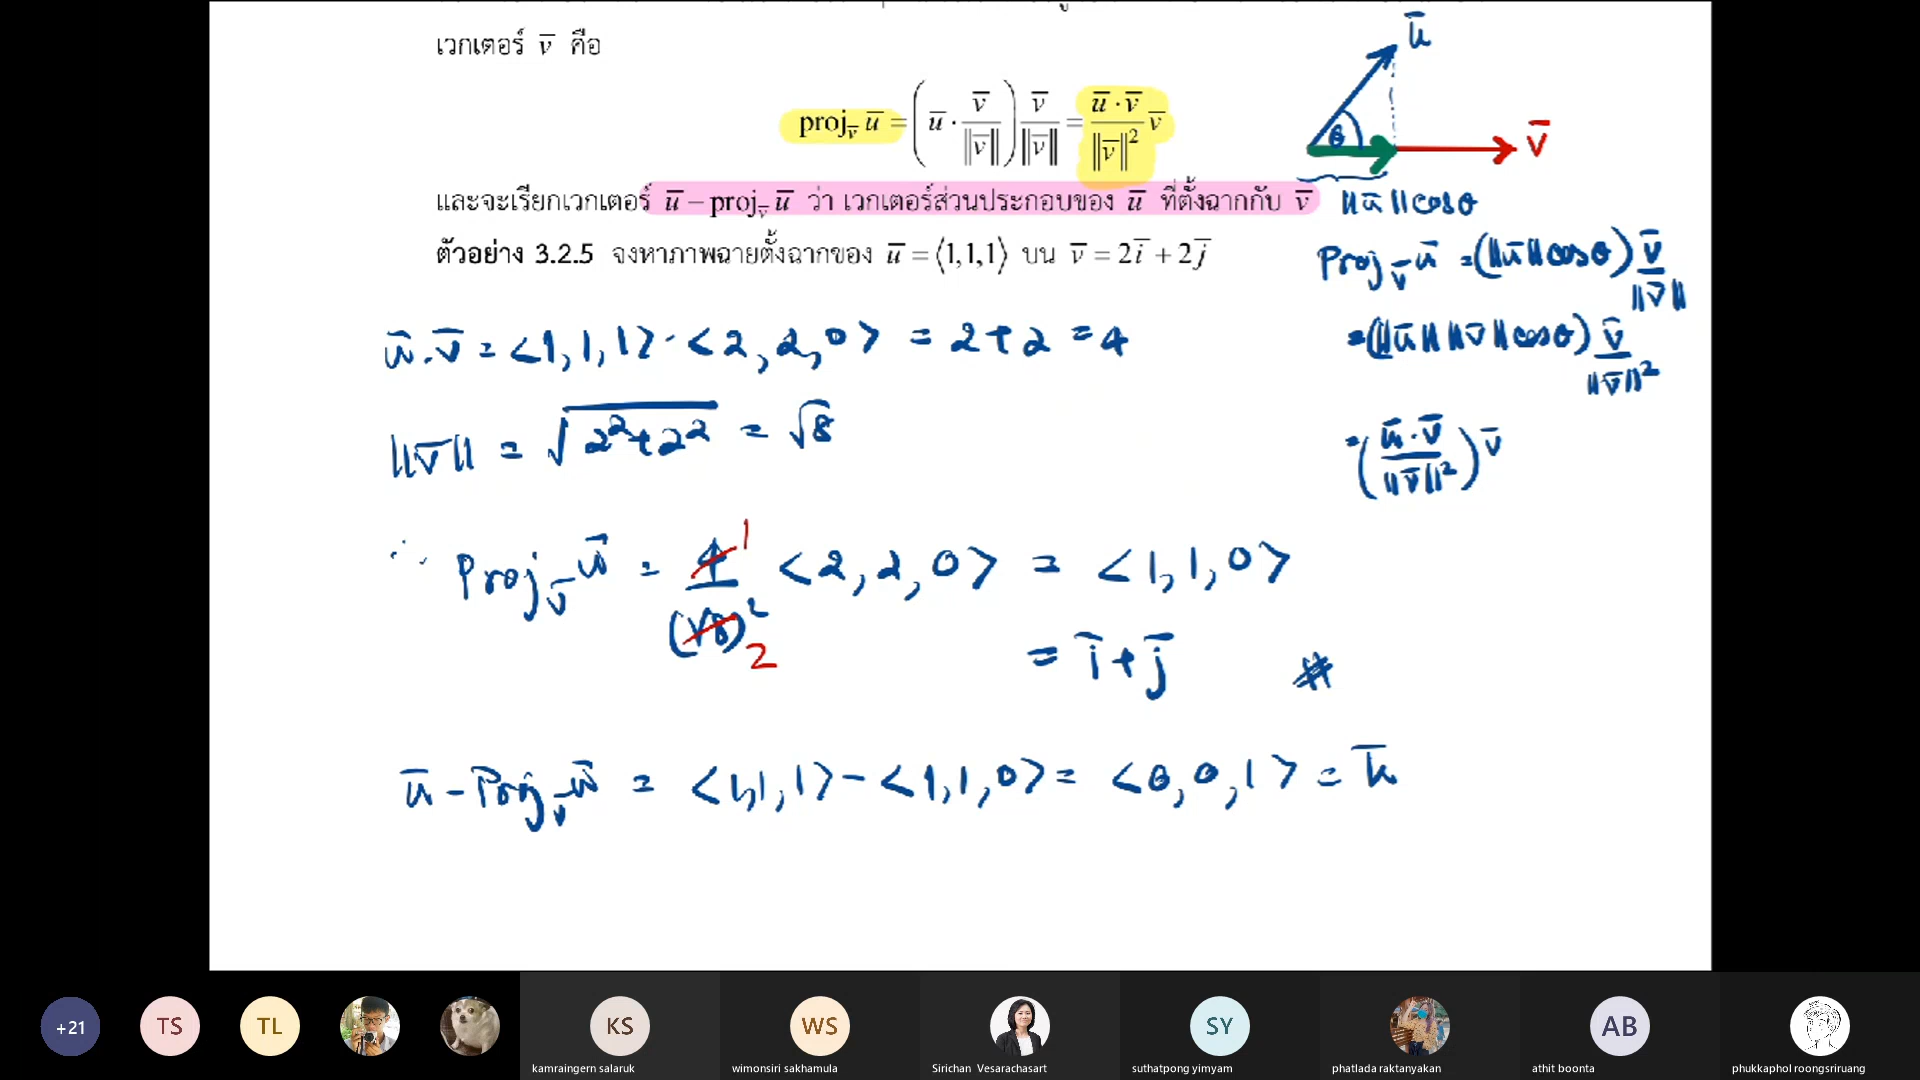 เวกเตอร์ v̅ คือ
proj_v̅ u̅ = (u̅ · v̅/‖v̅‖) v̅/‖v̅‖ = (u̅ · v̅)/‖v̅‖² v̅
และจะเรียกเวกเตอร์ u̅ − proj_v̅ u̅ ว่า เวกเตอร์ส่วนประกอบของ u̅ ที่ตั้งฉากกับ v̅
ตัวอย่าง 3.2.5 จงหาภาพฉายตั้งฉากของ u̅ = ⟨1,1,1⟩ บน v̅ = 2i̅ + 2j̅
u̅
θ
v̅
‖u̅‖cosθ
Proj_v̅ u̅ = (‖u̅‖cosθ) v̅/‖v̅‖
= (‖u̅‖‖v̅‖cosθ) v̅/‖v̅‖²
= (u̅ · v̅/‖v̅‖²) v̅
u̅ · v̅ = <1, 1, 1> · <2, 2, 0> = 2+2 = 4
‖v̅‖ = √(2²+2²) = √8
∴ Proj_v̅ u̅ = 4/(√8)² <2, 2, 0> = <1, 1, 0>
1
2
= i̅ + j̅ #
u̅ − Proj_v̅ u̅ = <1, 1, 1> − <1, 1, 0> = <0, 0, 1> = k̅
+21
TS
TL
KS
WS
SY
AB
kamraingern salaruk
wimonsiri sakhamula
Sirichan Vesarachasart
suthatpong yimyam
phatlada raktanyakan
athit boonta
phukkaphol roongsriruang